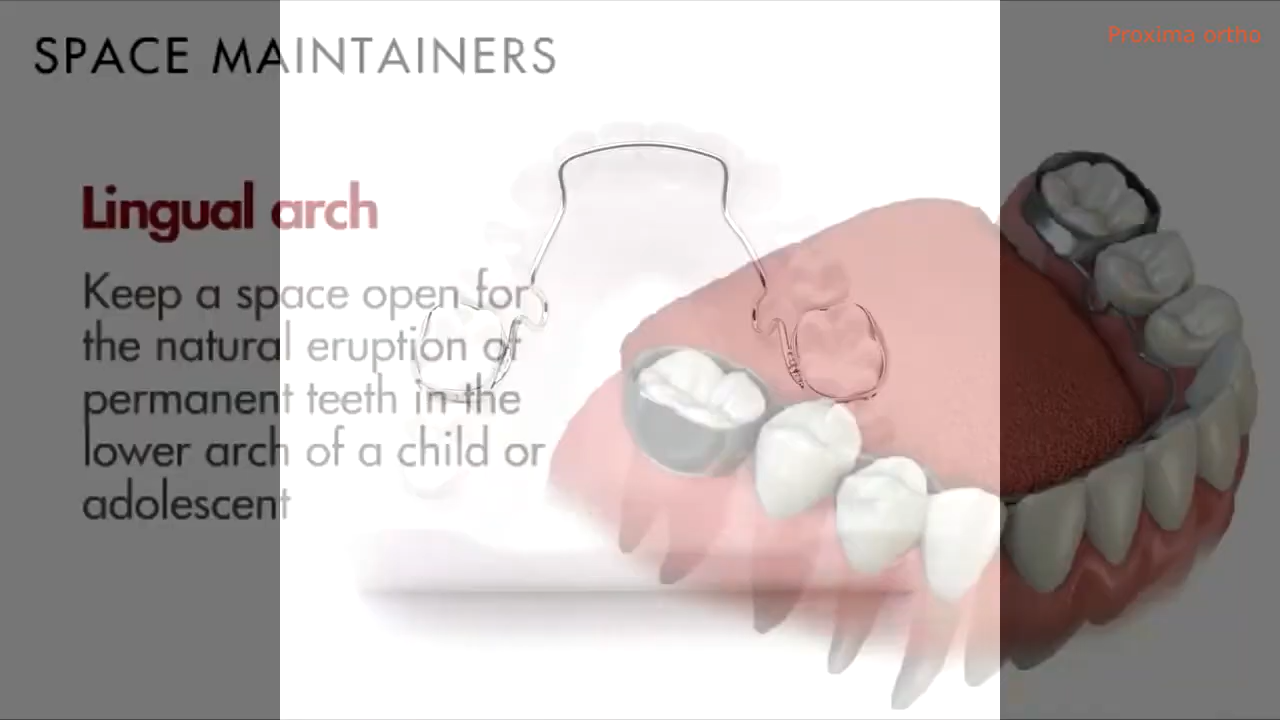 SPACE MAINTAINERS
Proxima ortho
Lingual arch
Keep a space open for
the natural eruption of
permanent teeth in the
lower arch of a child or
adolescent